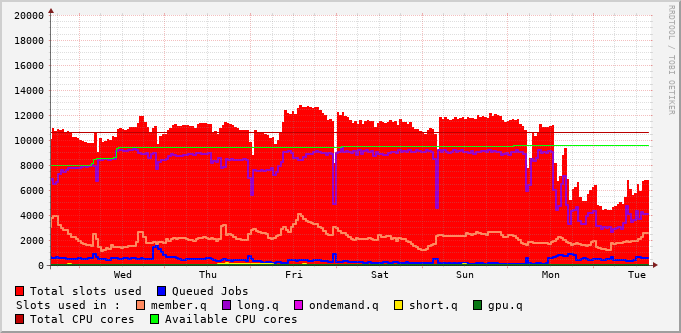 RRDTOOL / TOBI OETIKER
20000
18000
16000
14000
12000
10000
8000
6000
4000
2000
0
Wed Thu Fri Sat Sun Mon Tue
Total slots used Queued Jobs
Slots used in : member.q long.q ondemand.q short.q gpu.q
Total CPU cores Available CPU cores